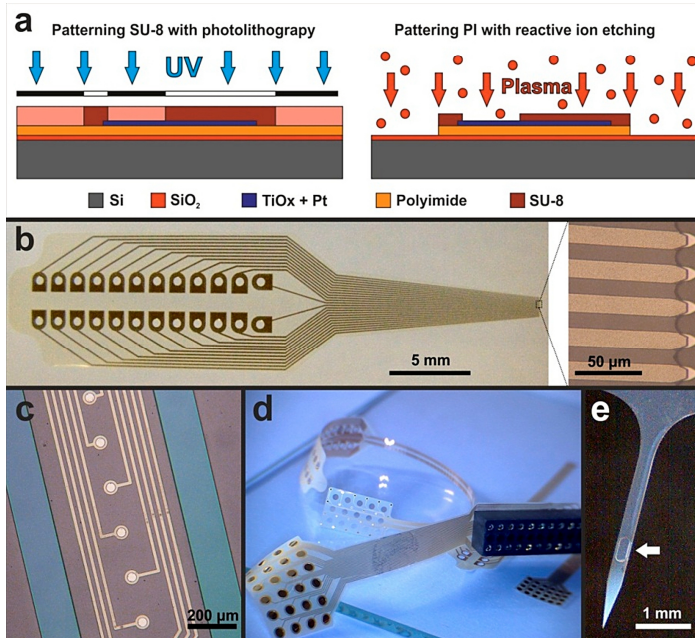 a
Patterning SU-8 with photolithograpy
Pattering PI with reactive ion etching
UV
Plasma
Si
SiO₂
TiOx + Pt
Polyimide
SU-8
b
5 mm
50 µm
c
200 µm
d
e
1 mm